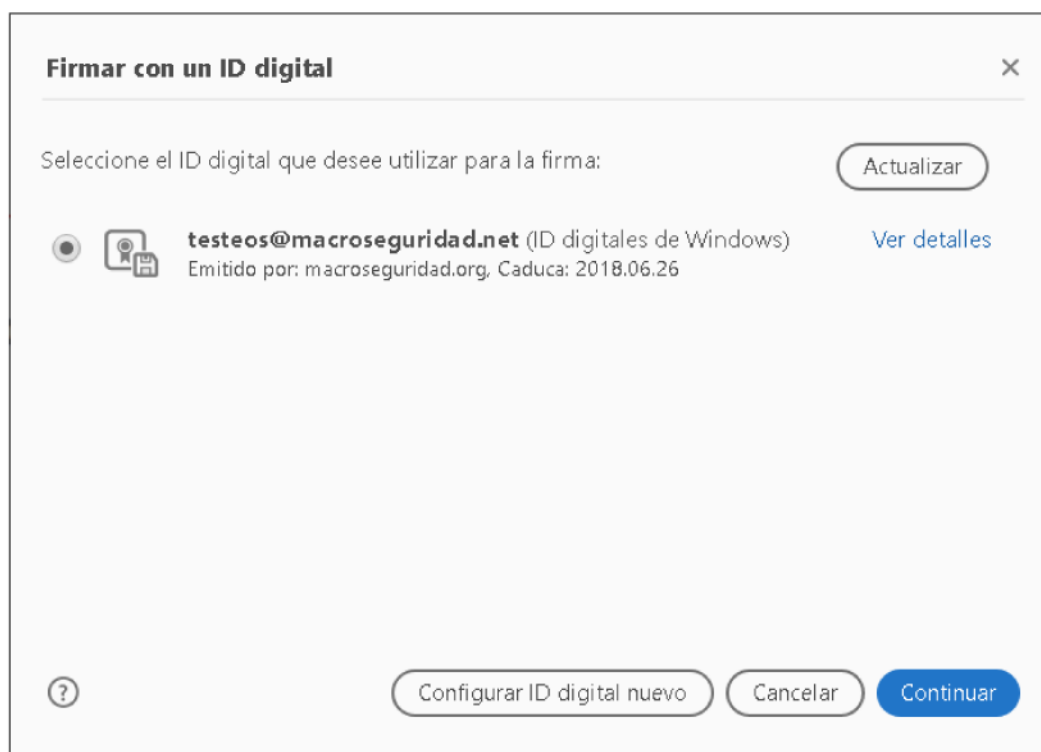 Firmar con un ID digital
Seleccione el ID digital que desee utilizar para la firma:
Actualizar
testeos@macroseguridad.net (ID digitales de Windows)
Ver detalles
Emitido por: macroseguridad.org, Caduca: 2018.06.26
Configurar ID digital nuevo
Cancelar
Continuar